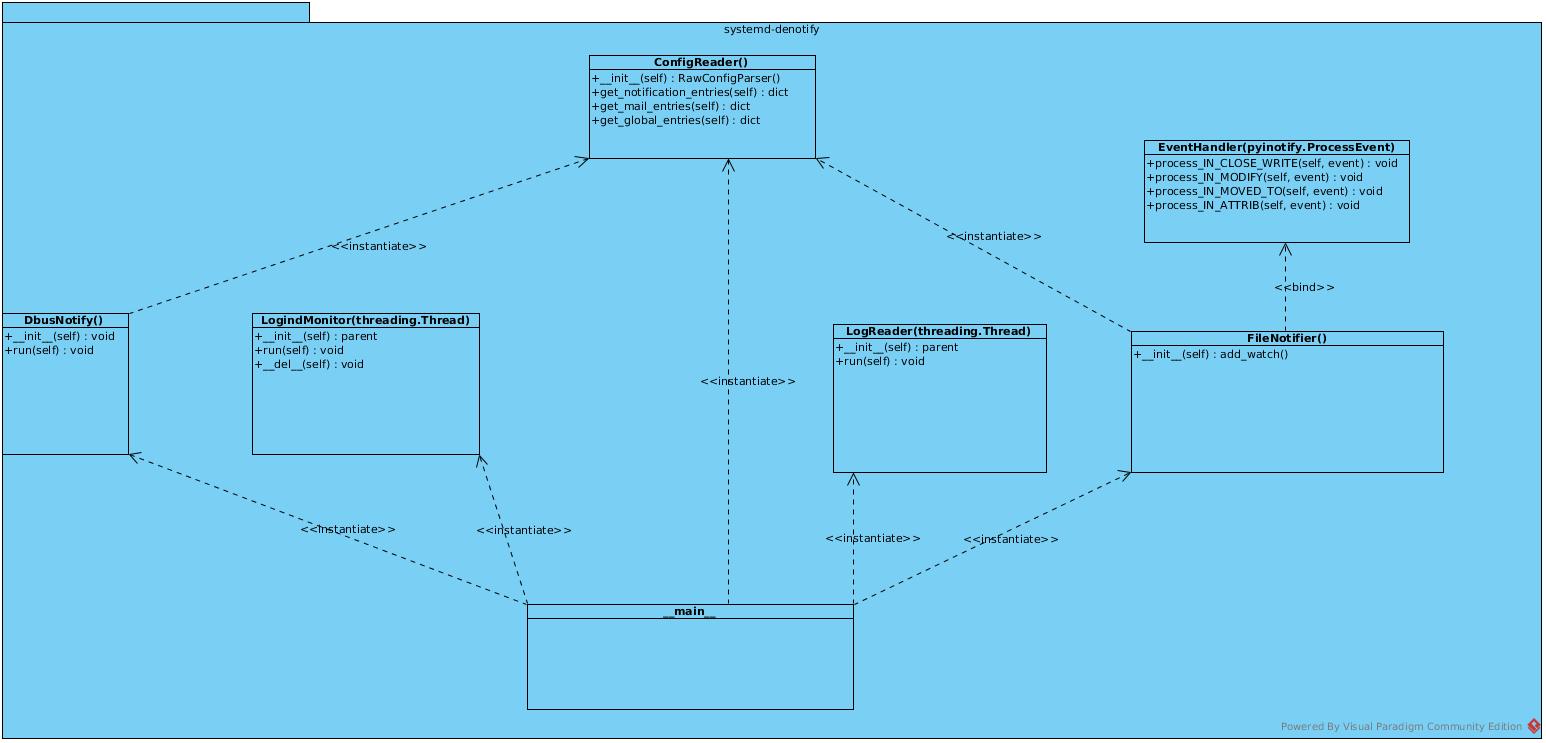 systemd-denotify
ConfigReader()
+__init__(self) : RawConfigParser()
+get_notification_entries(self) : dict
+get_mail_entries(self) : dict
+get_global_entries(self) : dict
EventHandler(pyinotify.ProcessEvent)
+process_IN_CLOSE_WRITE(self, event) : void
+process_IN_MODIFY(self, event) : void
+process_IN_MOVED_TO(self, event) : void
+process_IN_ATTRIB(self, event) : void
<<instantiate>>
<<instantiate>>
<<bind>>
DbusNotify()
+__init__(self) : void
+run(self) : void
LogindMonitor(threading.Thread)
+__init__(self) : parent
+run(self) : void
+__del__(self) : void
<<instantiate>>
LogReader(threading.Thread)
+__init__(self) : parent
+run(self) : void
FileNotifier()
+__init__(self) : add_watch()
<<instantiate>>
<<instantiate>>
<<instantiate>>
<<instantiate>>
__main__
Powered By Visual Paradigm Community Edition